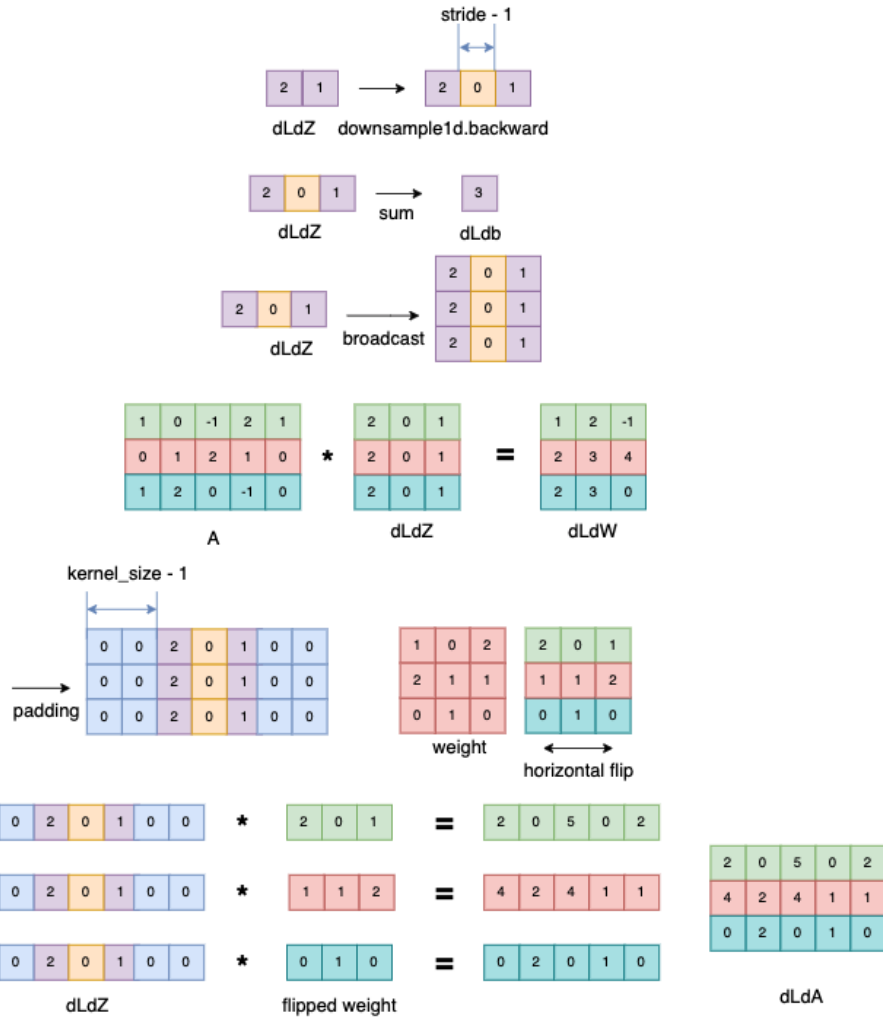 stride - 1
2 1 2 0 1
dLdZ downsample1d.backward
2 0 1 3
sum
dLdZ dLdb
2 0 1
2 0 1 2 0 1
broadcast
dLdZ 2 0 1
1 0 -1 2 1 2 0 1 1 2 -1
0 1 2 1 0 * 2 0 1 = 2 3 4
1 2 0 -1 0 2 0 1 2 3 0
A dLdZ dLdW
kernel_size - 1
0 0 2 0 1 0 0 1 0 2 2 0 1
0 0 2 0 1 0 0 2 1 1 1 1 2
padding 0 0 2 0 1 0 0 0 1 0 0 1 0
weight
horizontal flip
0 2 0 1 0 0 * 2 0 1 = 2 0 5 0 2
2 0 5 0 2
0 2 0 1 0 0 * 1 1 2 = 4 2 4 1 1
4 2 4 1 1
0 2 0 1 0
0 2 0 1 0 0 * 0 1 0 = 0 2 0 1 0
dLdZ flipped weight dLdA